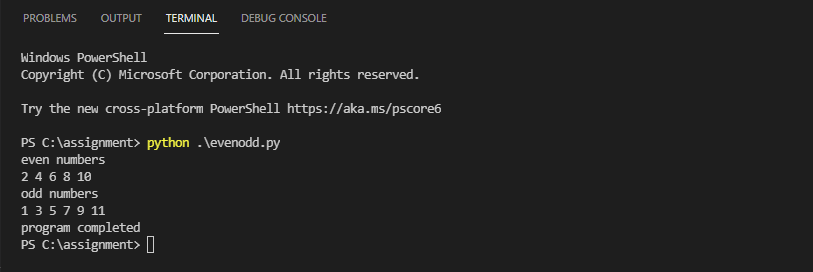 PROBLEMS OUTPUT TERMINAL DEBUG CONSOLE
Windows PowerShell
Copyright (C) Microsoft Corporation. All rights reserved.
Try the new cross-platform PowerShell https://aka.ms/pscore6
PS C:\assignment> python .\evenodd.py
even numbers
2 4 6 8 10
odd numbers
1 3 5 7 9 11
program completed
PS C:\assignment>